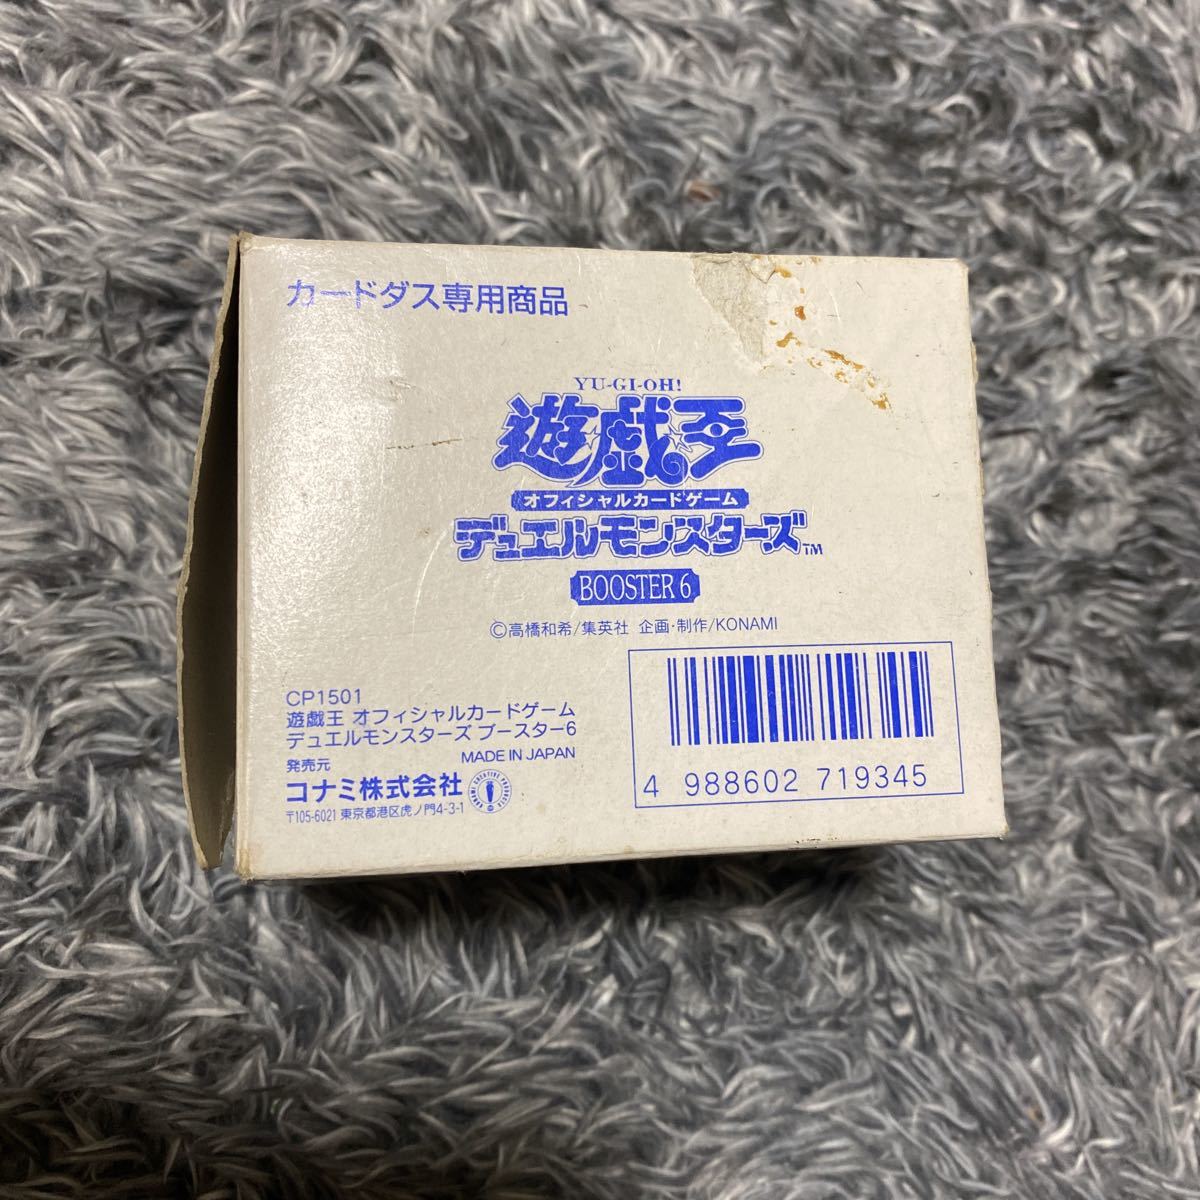 カードダス専用商品
YU-GI-OH!
遊戯王
オフィシャルカードゲーム
デュエルモンスターズ™
BOOSTER 6
©高橋和希/集英社 企画・制作/KONAMI
CP1501
遊戯王 オフィシャルカードゲーム
デュエルモンスターズ ブースター6
MADE IN JAPAN
発売元
コナミ株式会社
KONAMI CREATIVE PRODUCTS
〒105-6021 東京都港区虎ノ門4-3-1
4 988602 719345